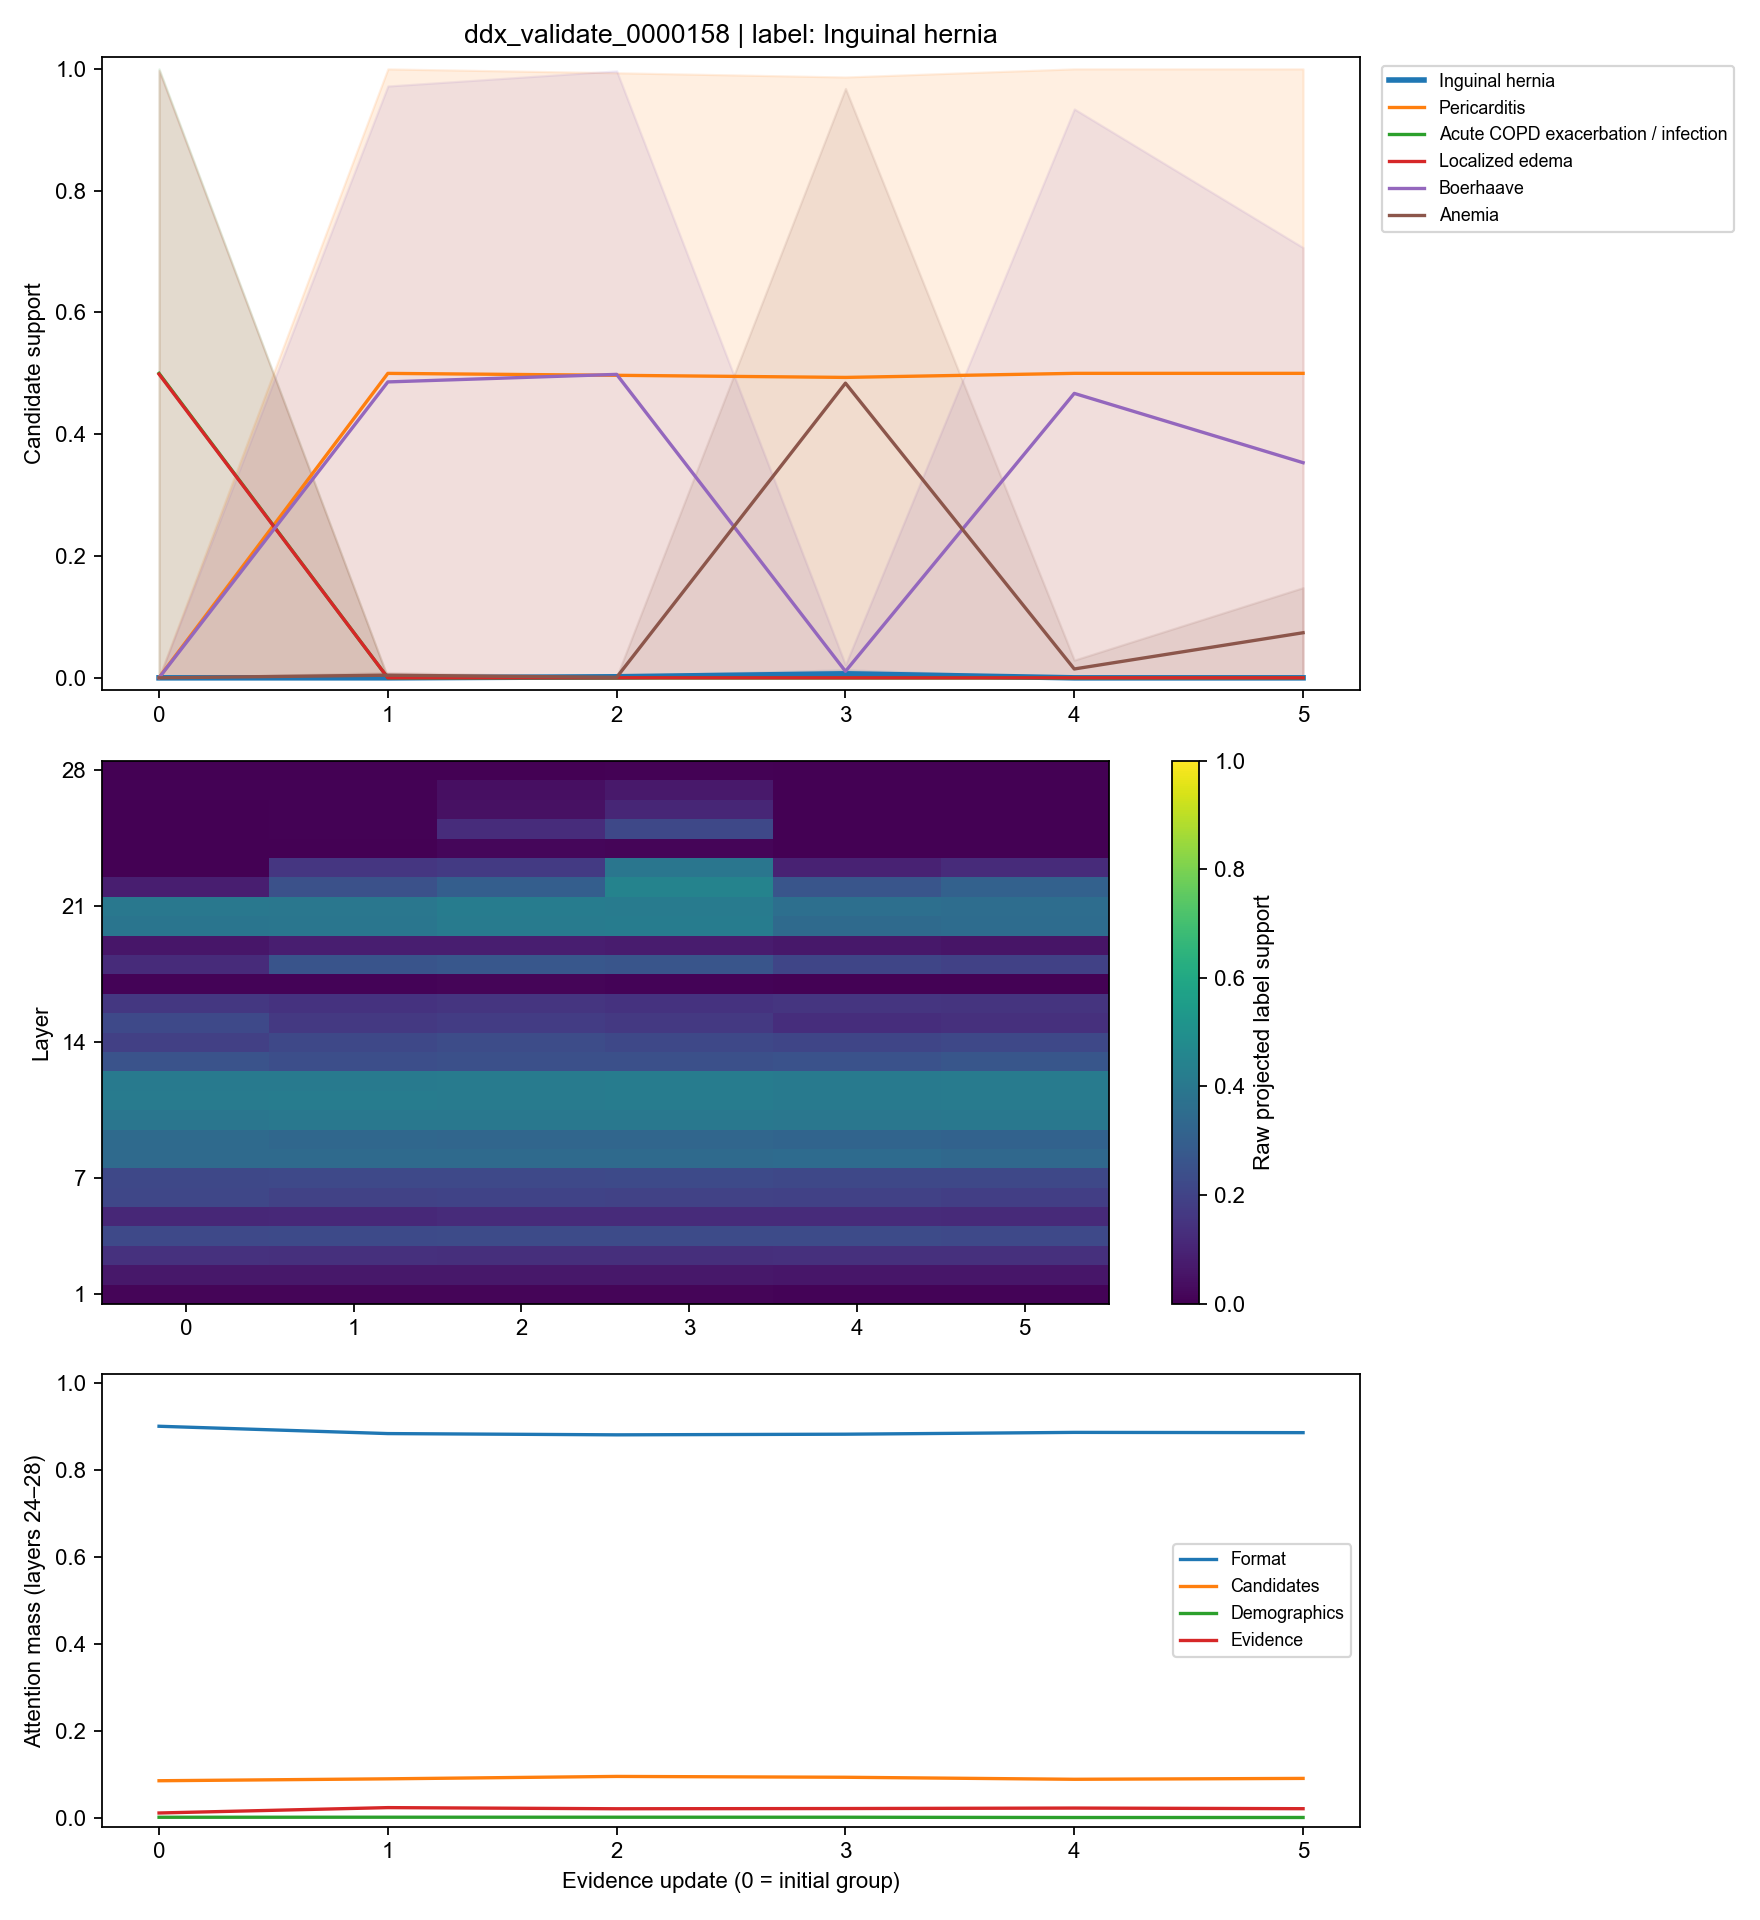 ddx_validate_0000158 | label: Inguinal hernia
Candidate support
1.0
0.8
0.6
0.4
0.2
0.0
0 1 2 3 4 5
Inguinal hernia
Pericarditis
Acute COPD exacerbation / infection
Localized edema
Boerhaave
Anemia
Layer
28
21
14
7
1
0 1 2 3 4 5
1.0
0.8
0.6
0.4
0.2
0.0
Raw projected label support
Attention mass (layers 24–28)
1.0
0.8
0.6
0.4
0.2
0.0
Format
Candidates
Demographics
Evidence
0 1 2 3 4 5
Evidence update (0 = initial group)